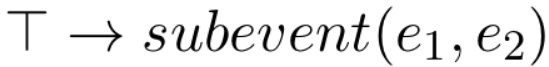 ⊤ → subevent(e₁, e₂)